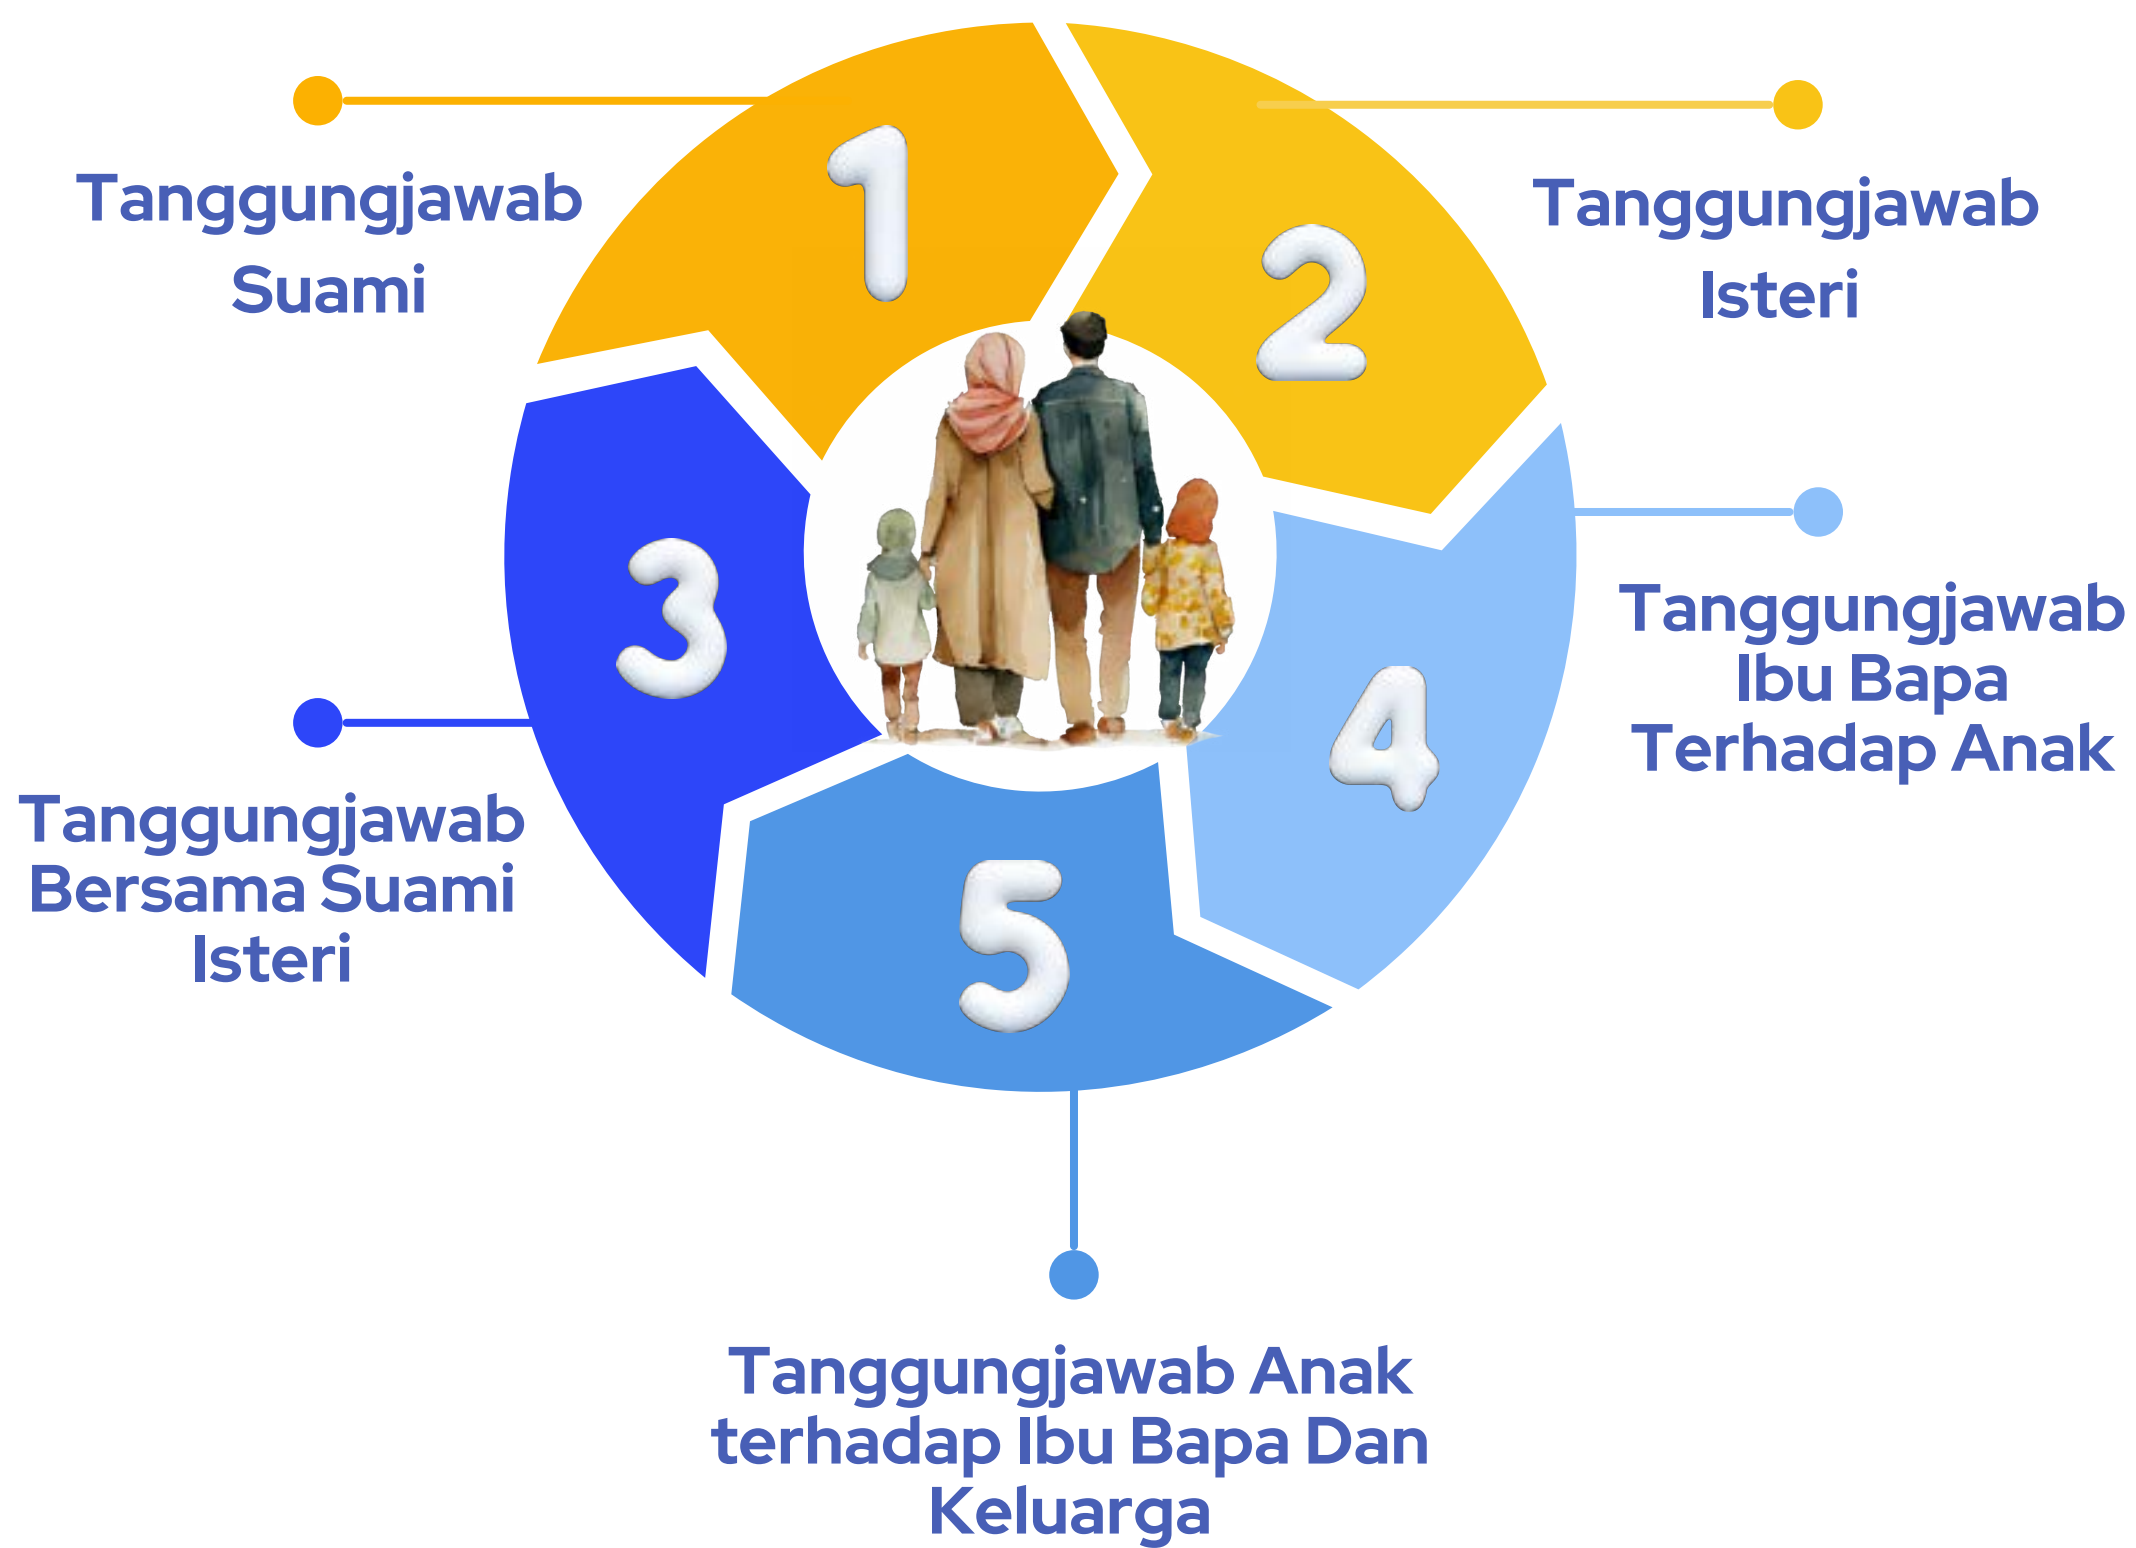 1
Tanggungjawab
Suami
2
Tanggungjawab
Isteri
3
Tanggungjawab
Bersama Suami
Isteri
4
Tanggungjawab
Ibu Bapa
Terhadap Anak
5
Tanggungjawab Anak
terhadap Ibu Bapa Dan
Keluarga